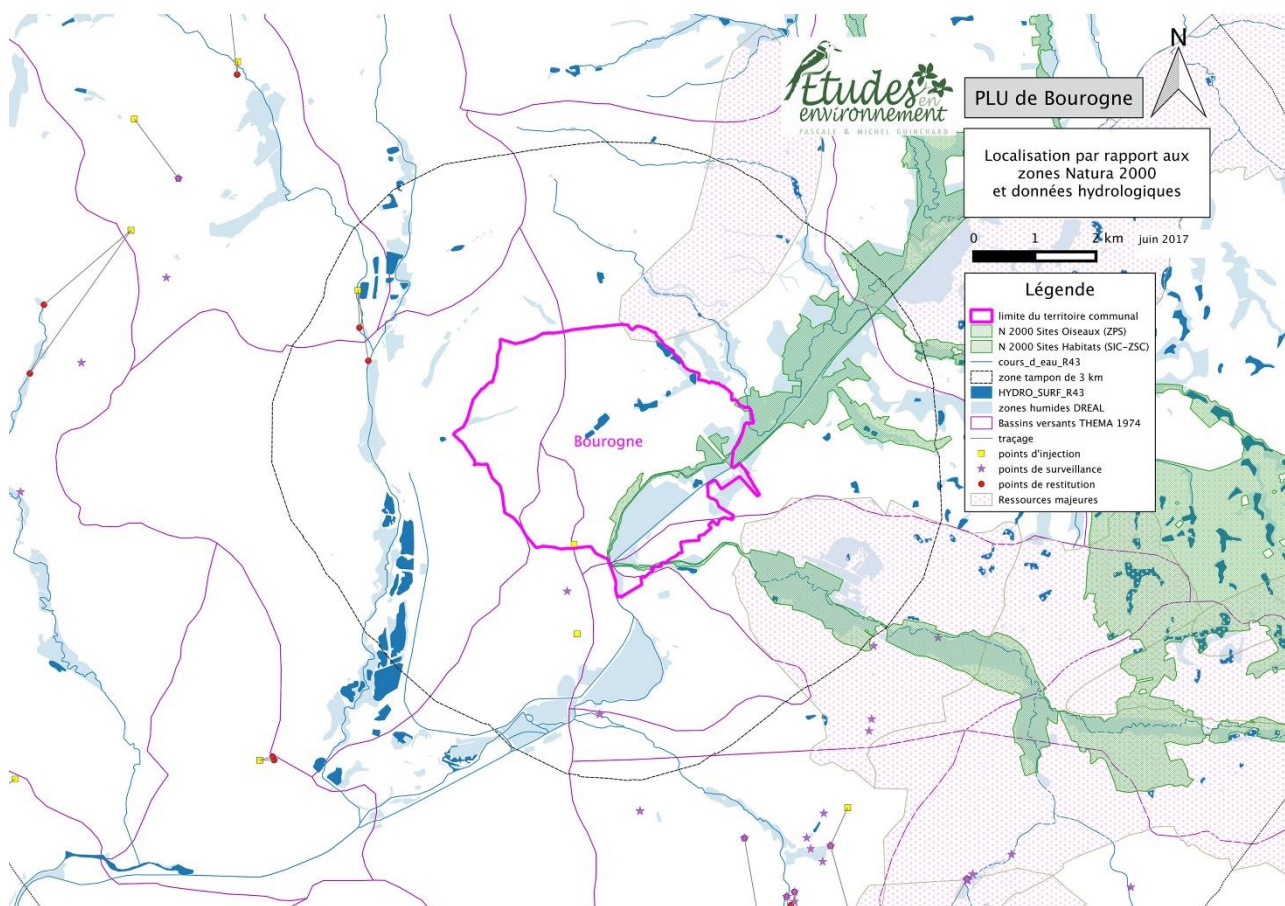 Etudes
en
environnement
PASCALE & MICHEL GUINCHARD
N
PLU de Bourogne
Localisation par rapport aux
zones Natura 2000
et données hydrologiques
0 1 2 km juin 2017
Légende
limite du territoire communal
N 2000 Sites Oiseaux (ZPS)
N 2000 Sites Habitats (SIC-ZSC)
cours_d_eau_R43
zone tampon de 3 km
HYDRO_SURF_R43
zones humides DREAL
Bassins versants THEMA 1974
traçage
points d'injection
points de surveillance
points de restitution
Ressources majeures
Bourogne